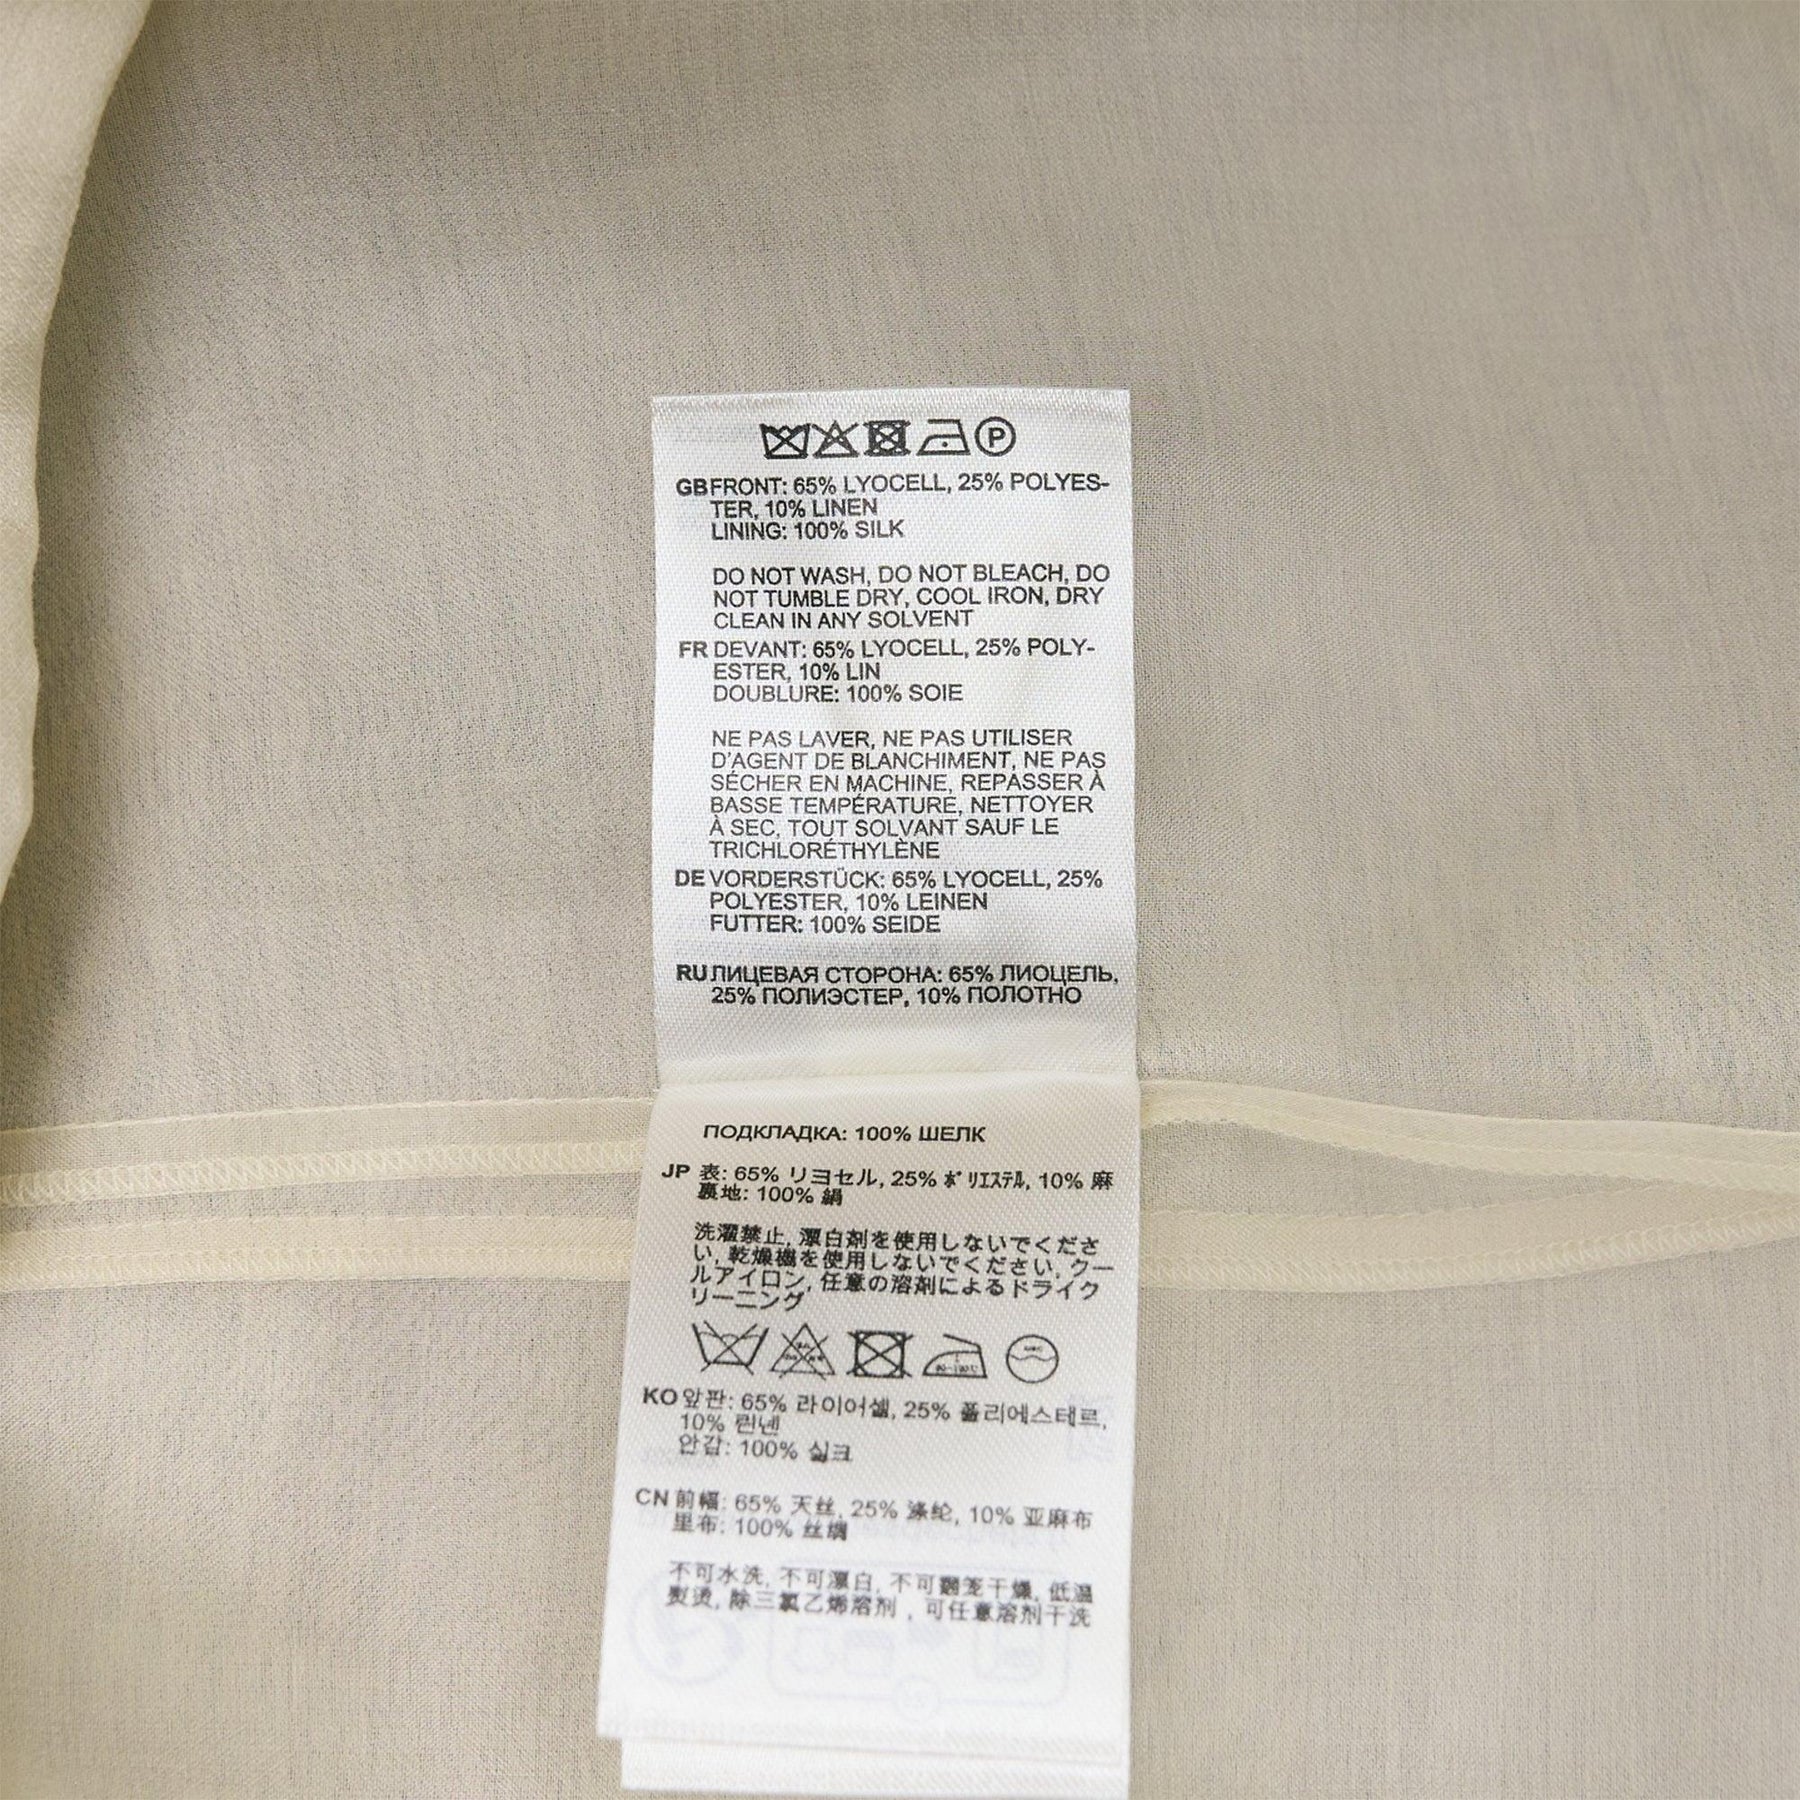 P
GB FRONT: 65% LYOCELL, 25% POLYES-
TER, 10% LINEN
LINING: 100% SILK
DO NOT WASH, DO NOT BLEACH, DO
NOT TUMBLE DRY, COOL IRON, DRY
CLEAN IN ANY SOLVENT
FR DEVANT: 65% LYOCELL, 25% POLY-
ESTER, 10% LIN
DOUBLURE: 100% SOIE
NE PAS LAVER, NE PAS UTILISER
D'AGENT DE BLANCHIMENT, NE PAS
SÉCHER EN MACHINE, REPASSER À
BASSE TEMPÉRATURE, NETTOYER
À SEC, TOUT SOLVANT SAUF LE
TRICHLORÉTHYLÈNE
DE VORDERSTÜCK: 65% LYOCELL, 25%
POLYESTER, 10% LEINEN
FUTTER: 100% SEIDE
RU ЛИЦЕВАЯ СТОРОНА: 65% ЛИОЦЕЛЬ,
25% ПОЛИЭСТЕР, 10% ПОЛОТНО
ПОДКЛАДКА: 100% ШЕЛК
JP 表: 65% リヨセル, 25% ﾎﾟﾘｴｽﾃﾙ, 10% 麻
裏地: 100% 絹
洗濯禁止, 漂白剤を使用しないでくださ
い, 乾燥機を使用しないでください, クー
ルアイロン, 任意の溶剤によるドライク
リーニング
KO 앞판: 65% 라이어셀, 25% 폴리에스테르,
10% 린넨
안감: 100% 실크
CN 前幅: 65% 天丝, 25% 涤纶, 10% 亚麻布
里布: 100% 丝绸
不可水洗, 不可漂白, 不可翻笼干燥, 低温
熨烫, 除三氯乙烯溶剂 , 可任意溶剂干洗